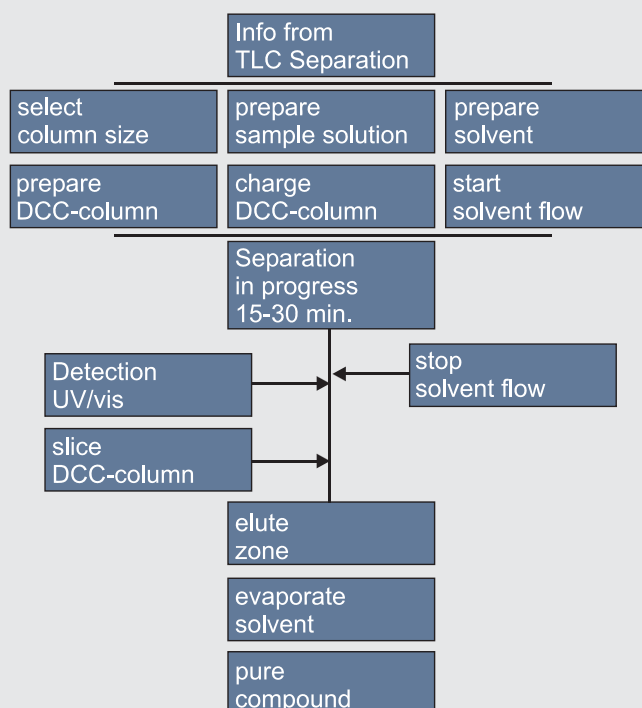 Info from
TLC Separation
select
column size
prepare
sample solution
prepare
solvent
prepare
DCC-column
charge
DCC-column
start
solvent flow
Separation
in progress
15-30 min.
Detection
UV/vis
stop
solvent flow
slice
DCC-column
elute
zone
evaporate
solvent
pure
compound